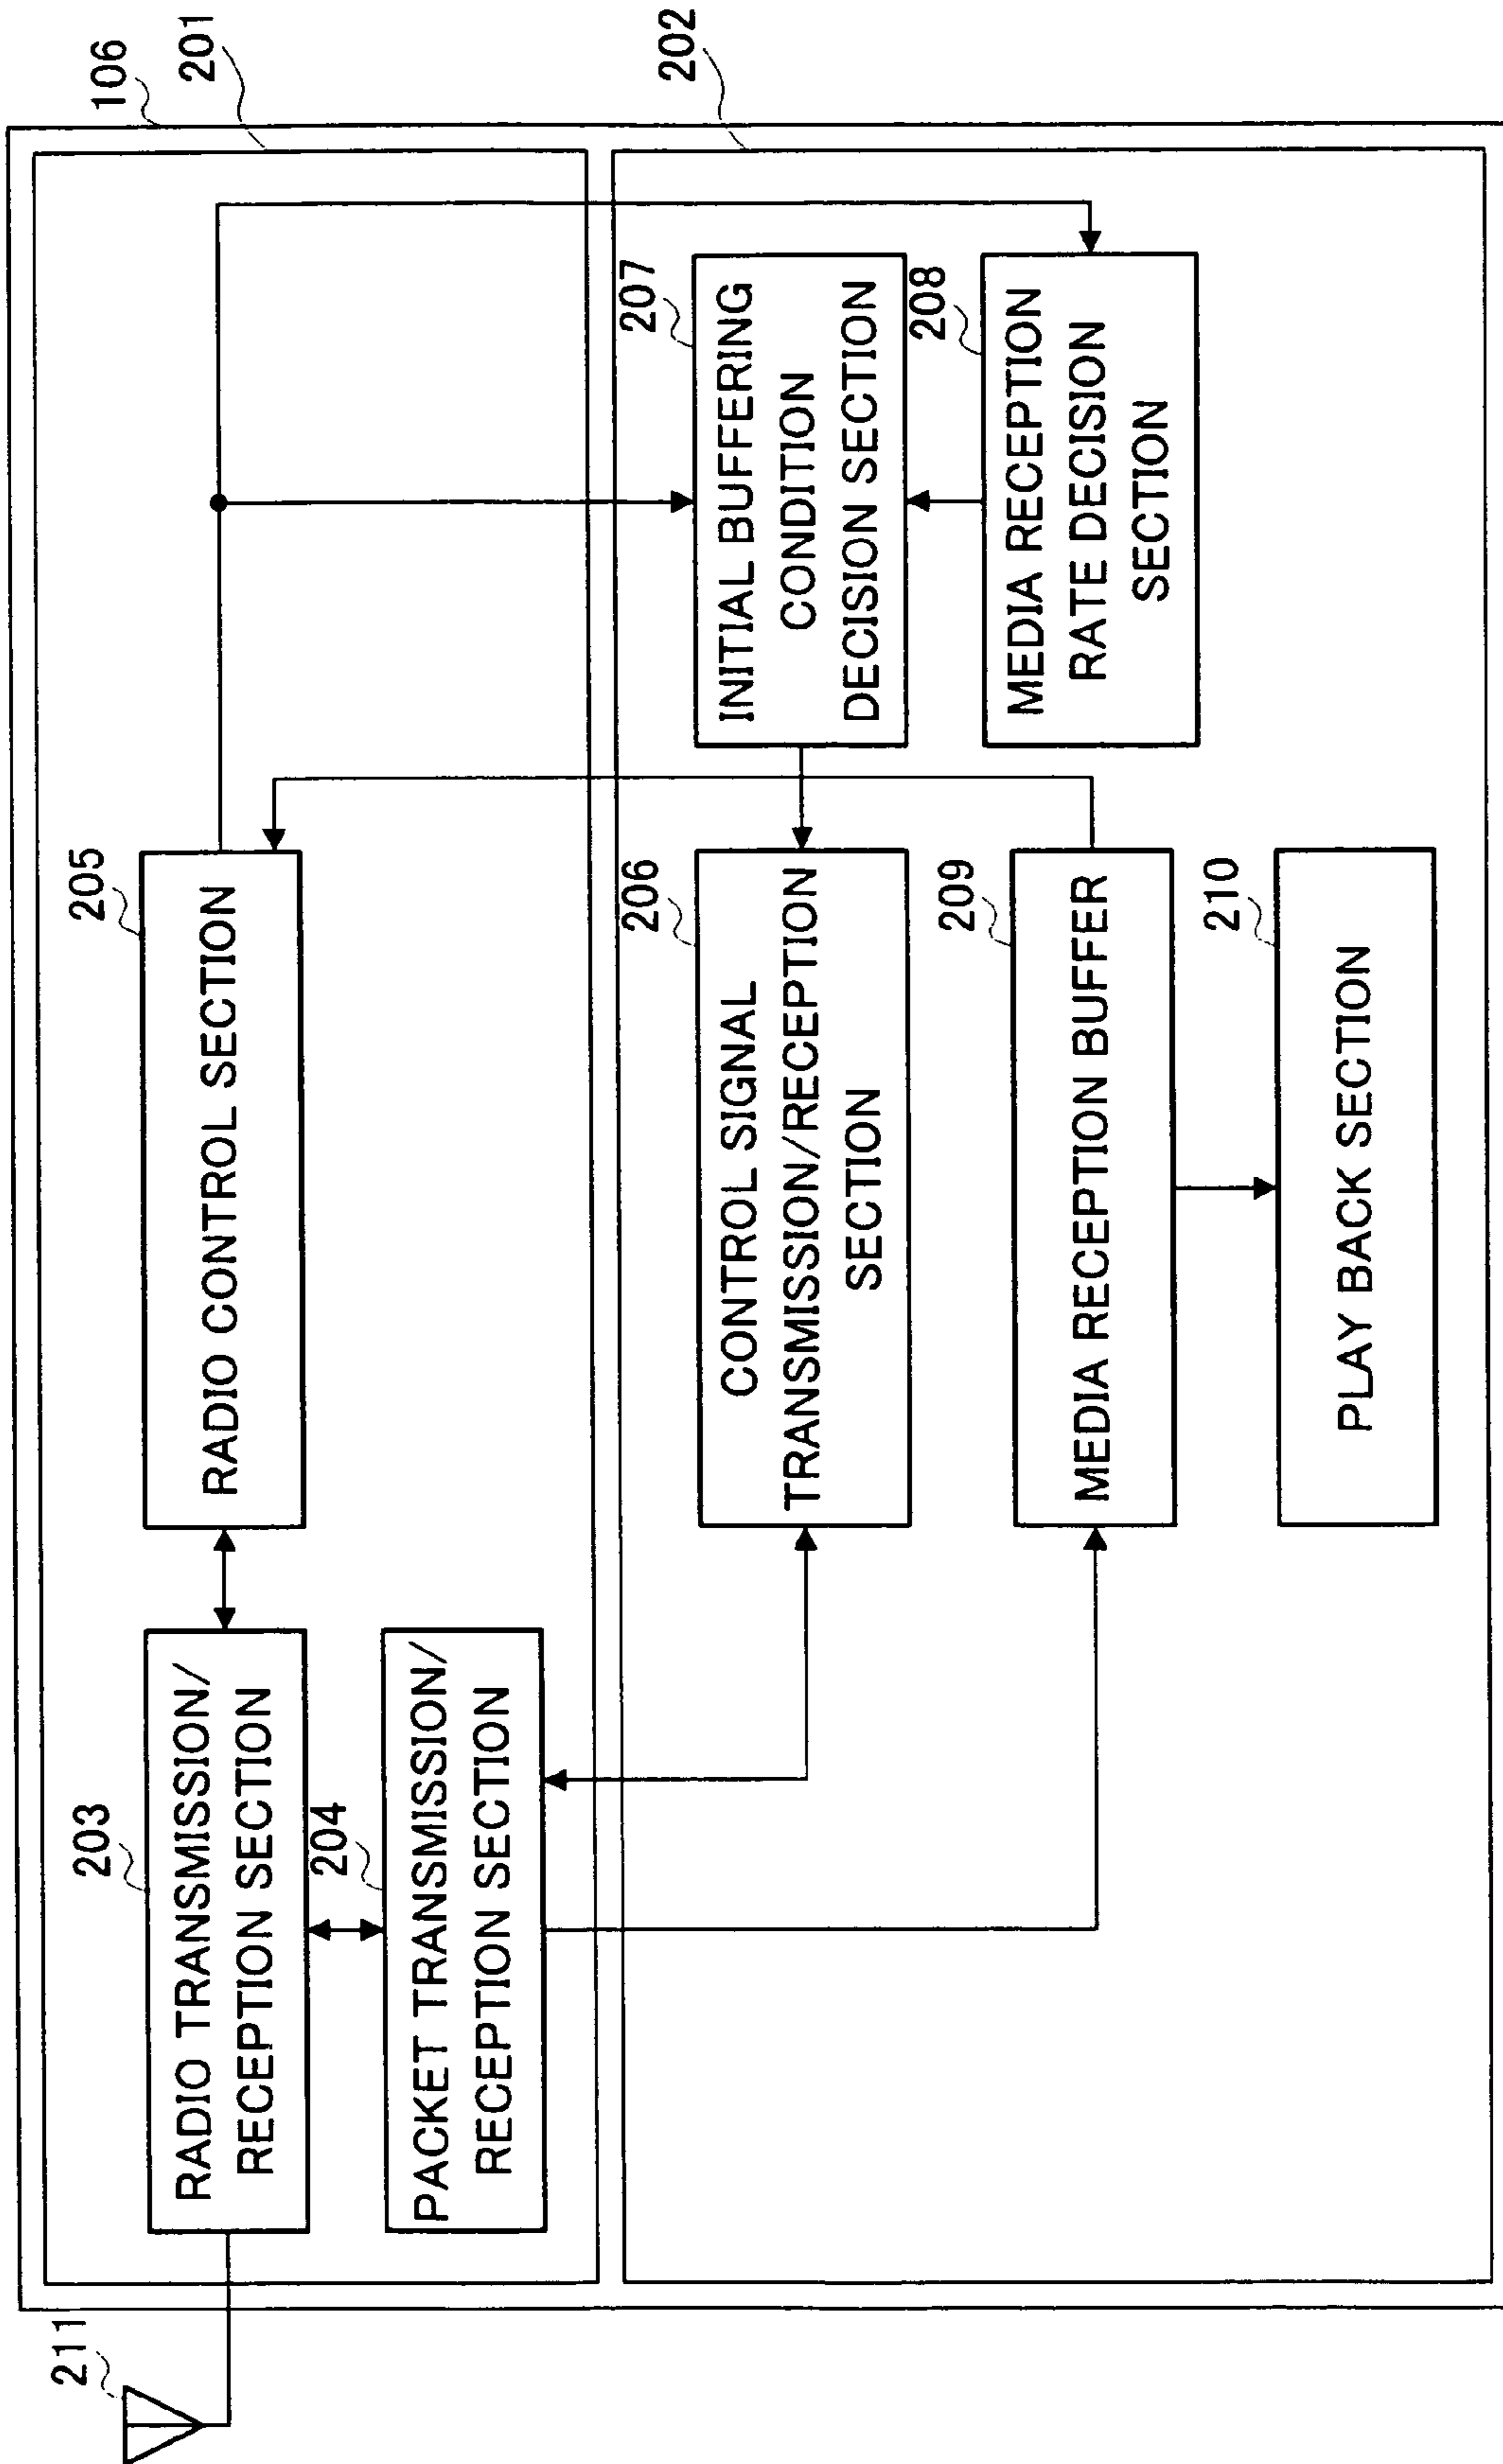 106
201
202
211
203
RADIO TRANSMISSION/
RECEPTION SECTION
204
PACKET TRANSMISSION/
RECEPTION SECTION
205
RADIO CONTROL SECTION
206
CONTROL SIGNAL
TRANSMISSION/RECEPTION
SECTION
207
INITIAL BUFFERING
CONDITION
DECISION SECTION
208
MEDIA RECEPTION
RATE DECISION
SECTION
209
MEDIA RECEPTION BUFFER
210
PLAY BACK SECTION